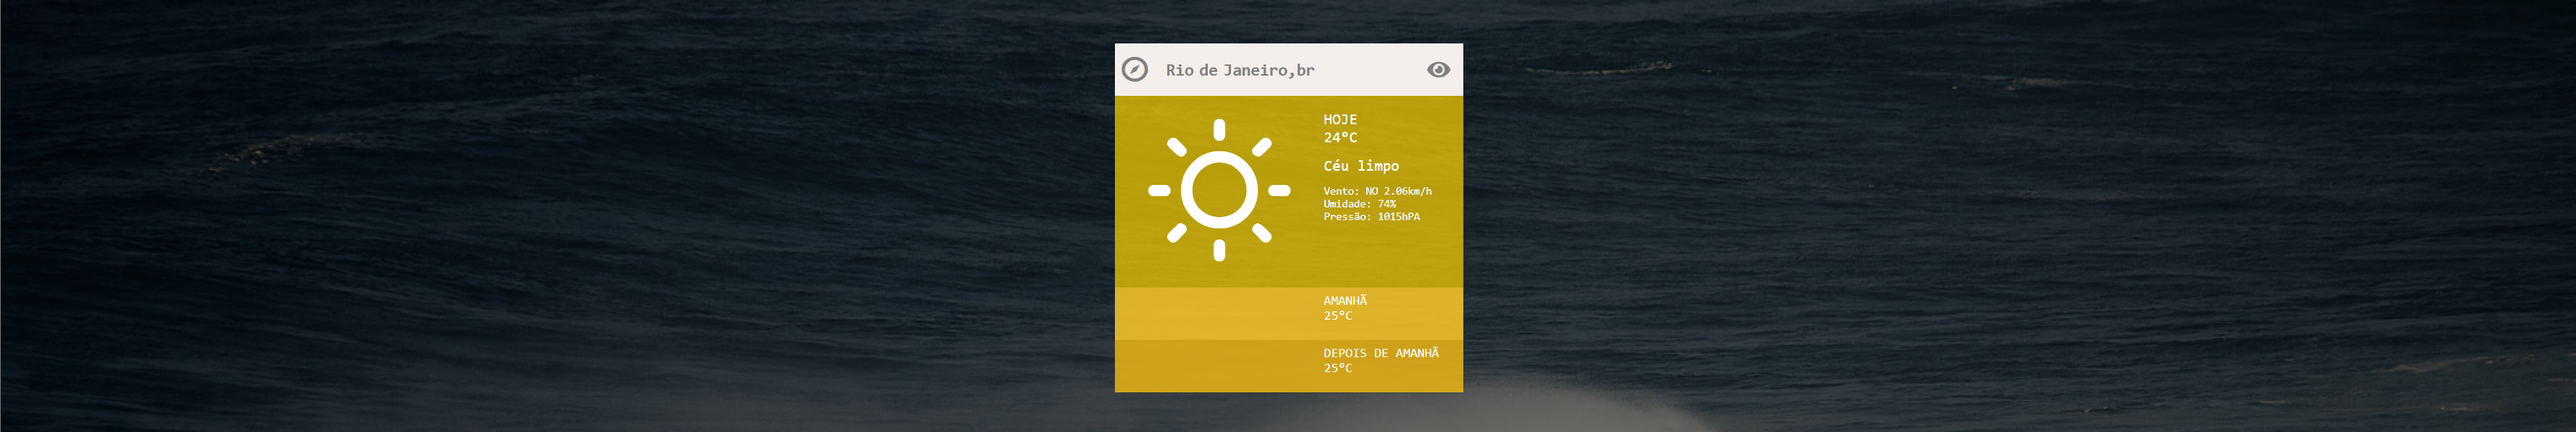 Rio de Janeiro,br
HOJE
24°C
Céu limpo
Vento: NO 2.06km/h
Umidade: 74%
Pressão: 1015hPA
AMANHÃ
25°C
DEPOIS DE AMANHÃ
25°C